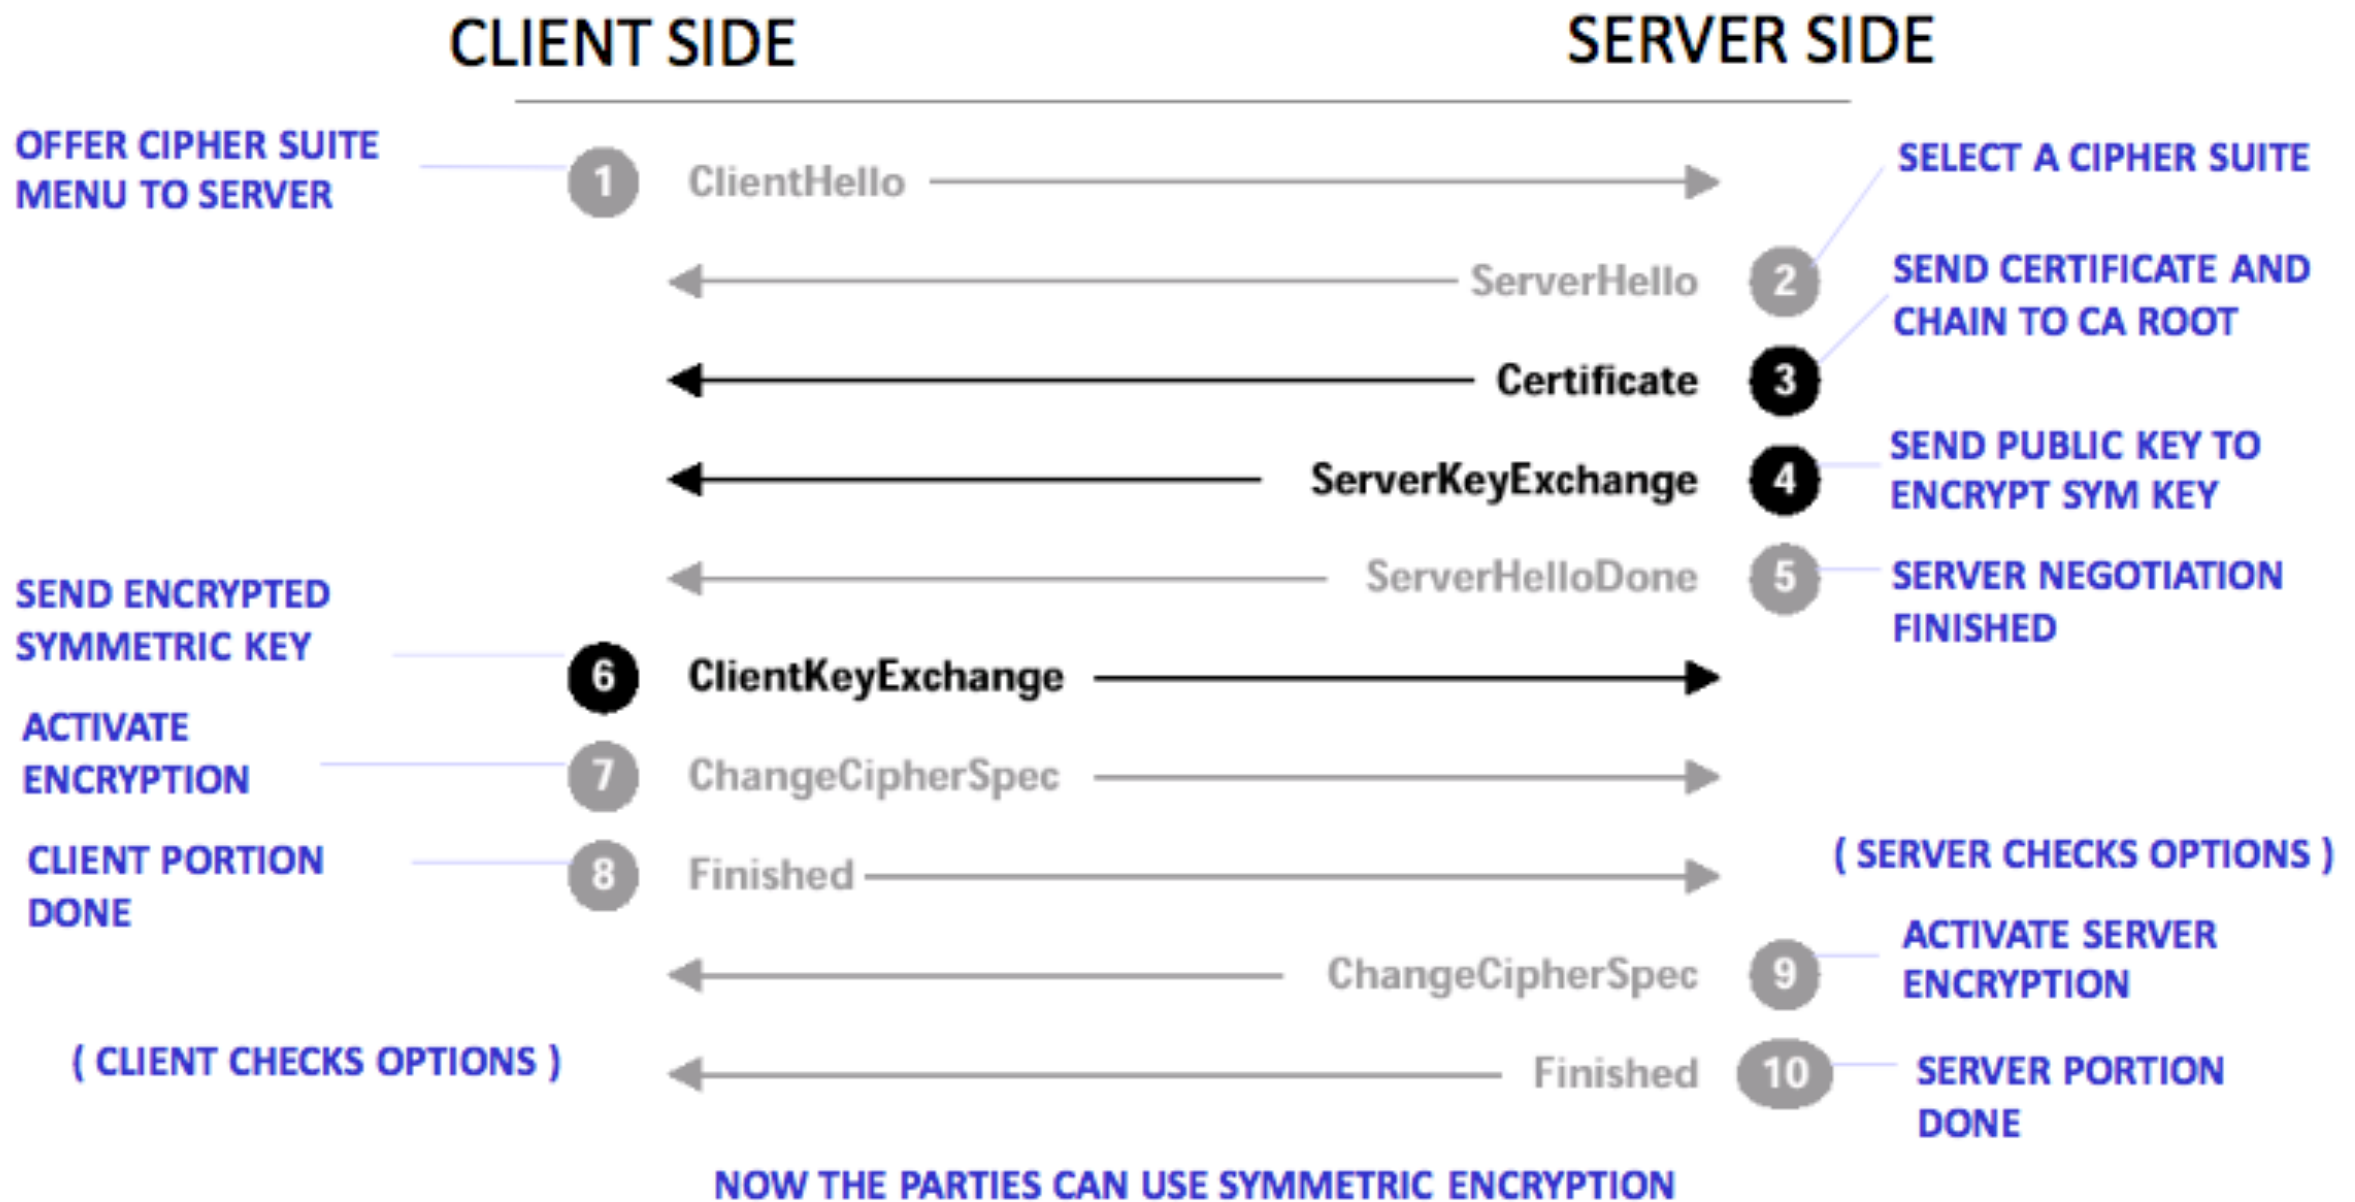 CLIENT SIDE
SERVER SIDE
OFFER CIPHER SUITE
MENU TO SERVER
1
ClientHello
SELECT A CIPHER SUITE
ServerHello
2
SEND CERTIFICATE AND
CHAIN TO CA ROOT
Certificate
3
SEND PUBLIC KEY TO
ENCRYPT SYM KEY
ServerKeyExchange
4
ServerHelloDone
5
SERVER NEGOTIATION
FINISHED
SEND ENCRYPTED
SYMMETRIC KEY
6
ClientKeyExchange
ACTIVATE
ENCRYPTION
7
ChangeCipherSpec
CLIENT PORTION
DONE
8
Finished
( SERVER CHECKS OPTIONS )
ChangeCipherSpec
9
ACTIVATE SERVER
ENCRYPTION
( CLIENT CHECKS OPTIONS )
Finished
10
SERVER PORTION
DONE
NOW THE PARTIES CAN USE SYMMETRIC ENCRYPTION